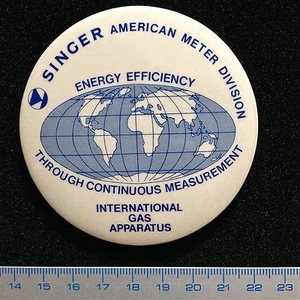 SINGER AMERICAN METER DIVISION
ENERGY EFFICIENCY
THROUGH CONTINUOUS MEASUREMENT
INTERNATIONAL
GAS
APPARATUS
14 15 16 17 18 19 20 21 22 23